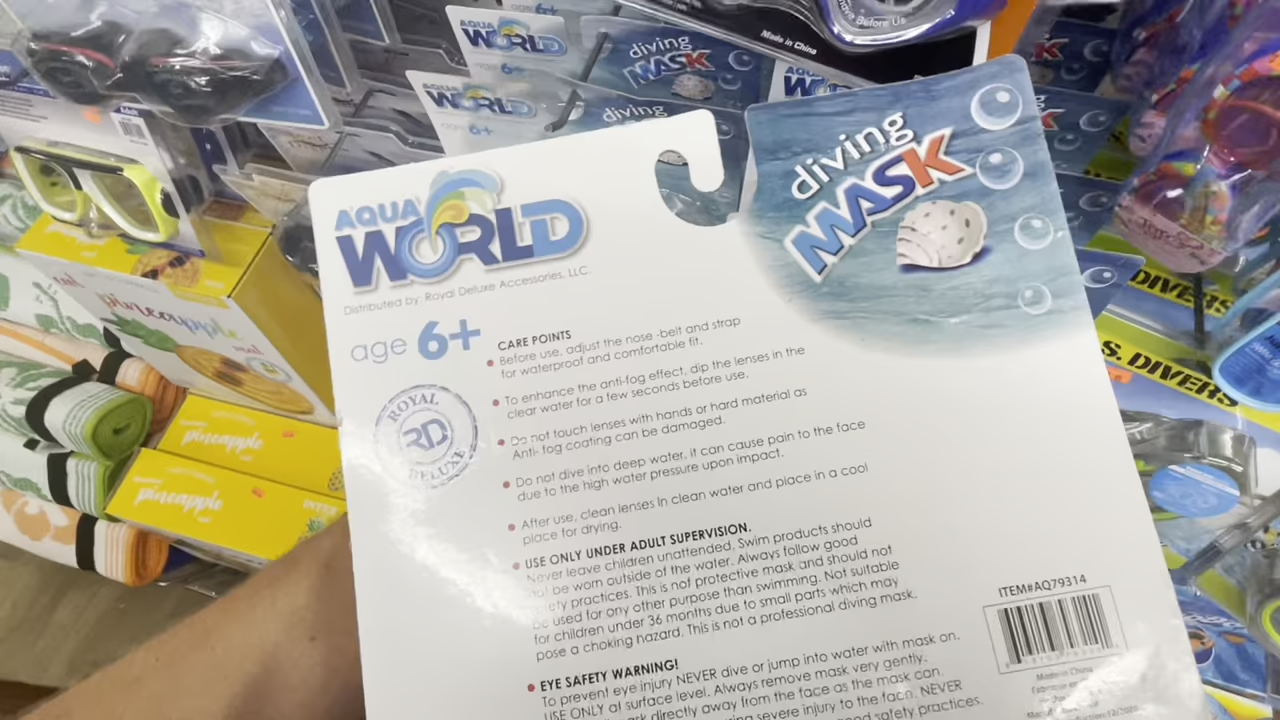 AQUA
WORLD
Distributed by: Royal Deluxe Accessories, LLC.
age 6+
ROYAL
RD
DELUXE
diving
MASK
CARE POINTS
Before use, adjust the nose -belt and strap
for waterproof and comfortable fit.
To enhance the anti-fog effect, dip the lenses in the
clear water for a few seconds before use.
Do not touch lenses with hands or hard material as
Anti- fog coating can be damaged.
Do not dive into deep water, it can cause pain to the face
due to the high water pressure upon impact.
After use, clean lenses in clean water and place in a cool
place for drying.
USE ONLY UNDER ADULT SUPERVISION.
Never leave children unattended. Swim products should
not be worn outside of the water. Always follow good
practices. This is not protective mask and should not
be used for any other purpose than swimming. Not suitable
for children under 36 months due to small parts which may
pose a choking hazard. This is not a professional diving mask.
EYE SAFETY WARNING!
To prevent eye injury NEVER dive or jump into water with mask on.
USE ONLY at surface level. Always remove mask very gently.
directly away from the face as the mask can.
severe injury to the face. NEVER
good safety practices.
ITEM#AQ79314
Made in China
AQUA
WORLD
6+
diving
MASK
AQUA
WORLD
6+
diving
Before Us
Made in China
AQUA
DIVERS
S. DIVERS
pineapple
mat
pineapple
pineapple
INTEX